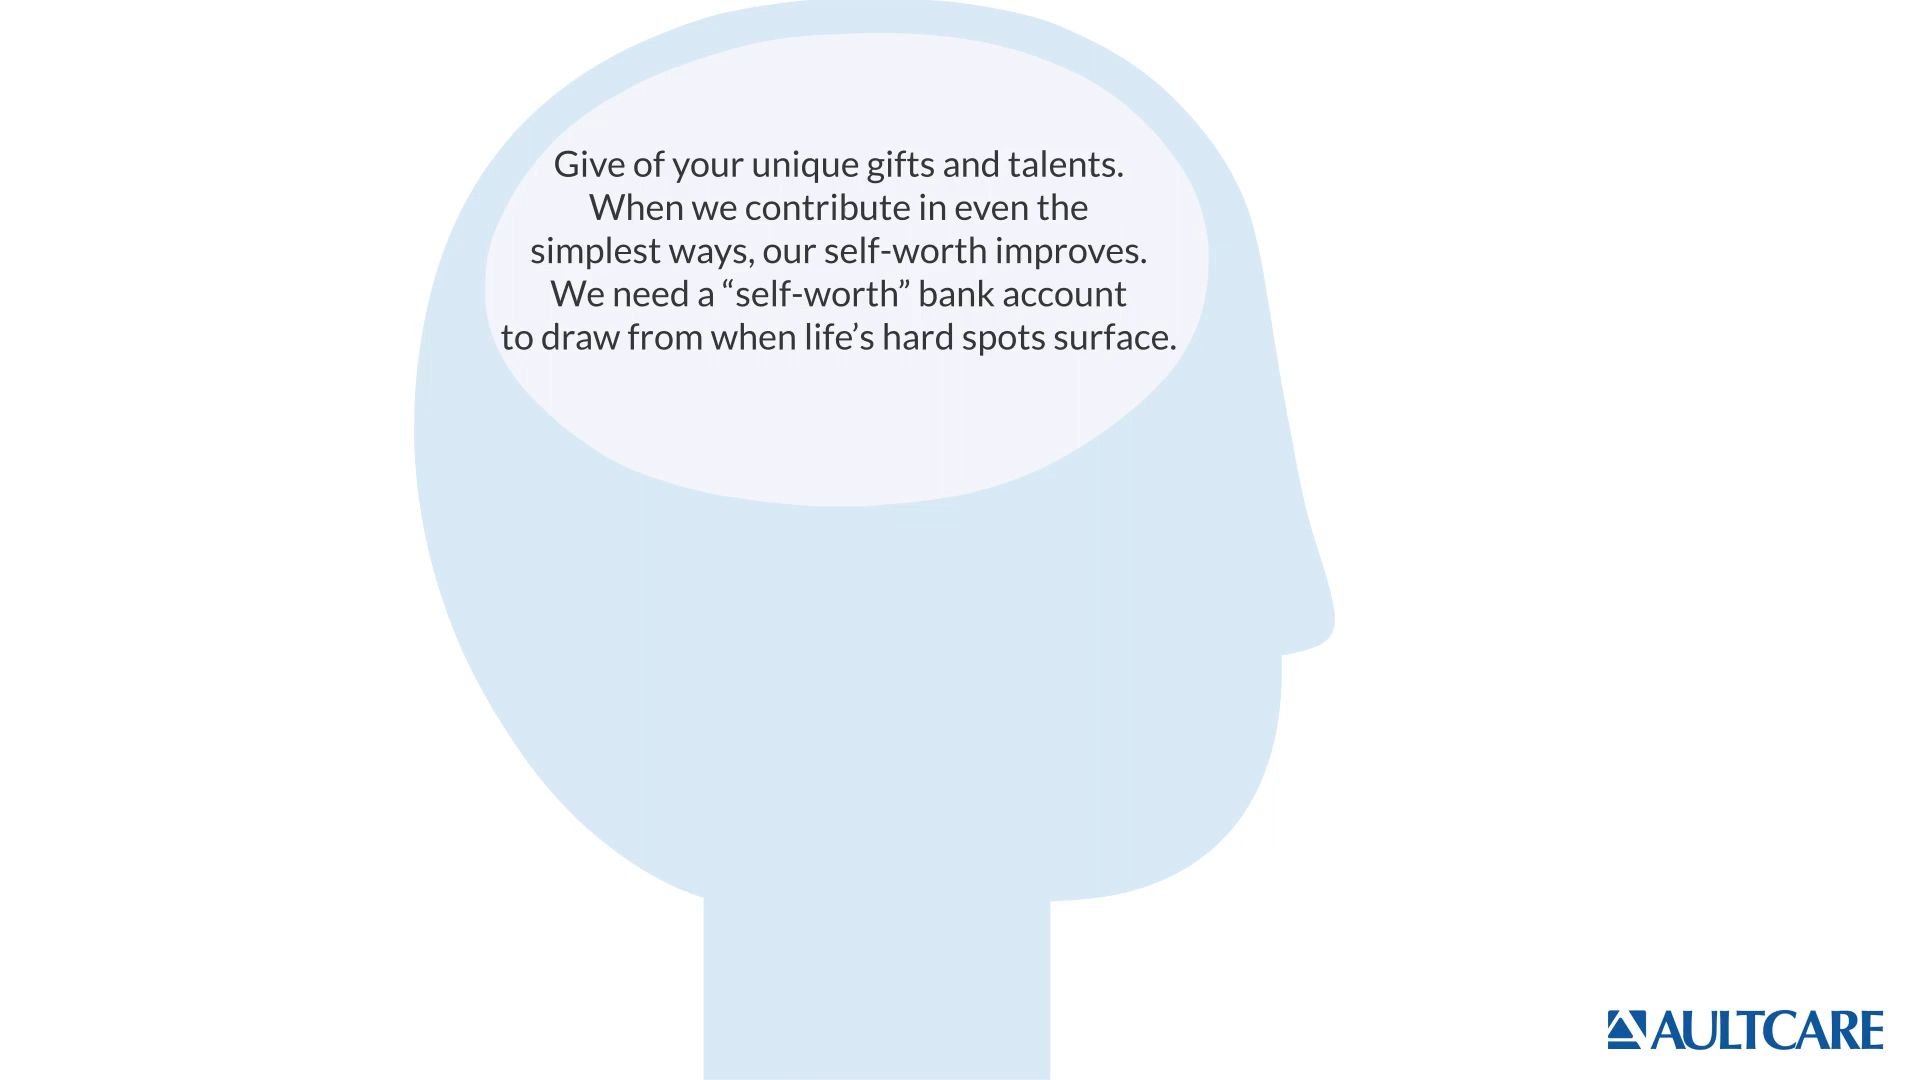 Give of your unique gifts and talents.
When we contribute in even the
simplest ways, our self-worth improves.
We need a “self-worth” bank account
to draw from when life’s hard spots surface.
AULTCARE